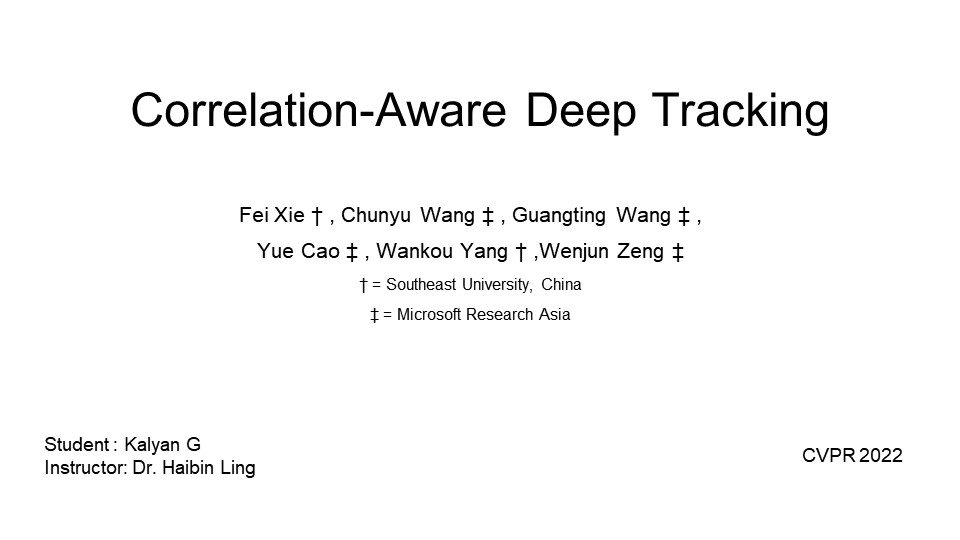 Correlation-Aware Deep Tracking
Fei Xie † , Chunyu Wang ‡ , Guangting Wang ‡ ,
Yue Cao ‡ , Wankou Yang † ,Wenjun Zeng ‡
† = Southeast University, China
‡ = Microsoft Research Asia
Student : Kalyan G
Instructor: Dr. Haibin Ling
CVPR 2022